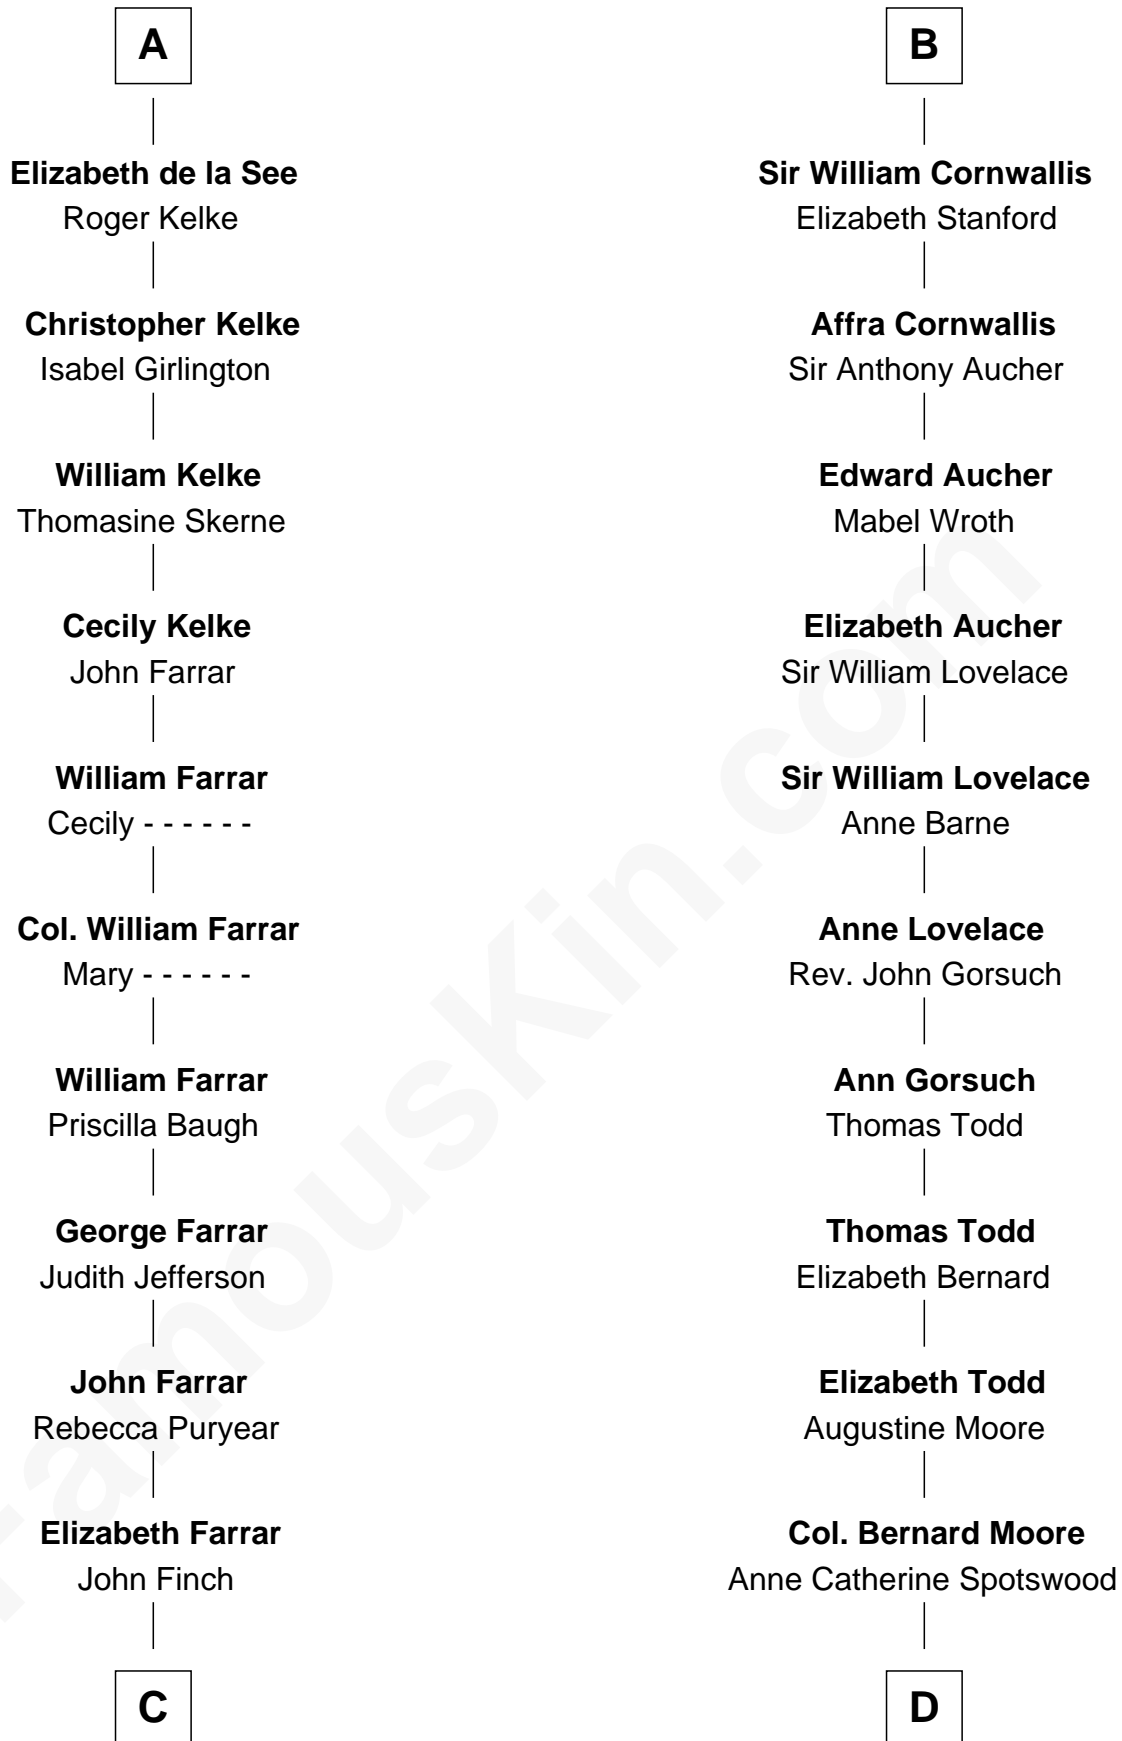 A
Elizabeth de la See
Roger Kelke
Christopher Kelke
Isabel Girlington
William Kelke
Thomasine Skerne
Cecily Kelke
John Farrar
William Farrar
Cecily - - - - - -
Col. William Farrar
Mary - - - - - -
William Farrar
Priscilla Baugh
George Farrar
Judith Jefferson
John Farrar
Rebecca Puryear
Elizabeth Farrar
John Finch
C
B
Sir William Cornwallis
Elizabeth Stanford
Affra Cornwallis
Sir Anthony Aucher
Edward Aucher
Mabel Wroth
Elizabeth Aucher
Sir William Lovelace
Sir William Lovelace
Anne Barne
Anne Lovelace
Rev. John Gorsuch
Ann Gorsuch
Thomas Todd
Thomas Todd
Elizabeth Bernard
Elizabeth Todd
Augustine Moore
Col. Bernard Moore
Anne Catherine Spotswood
D
FamousKin.com